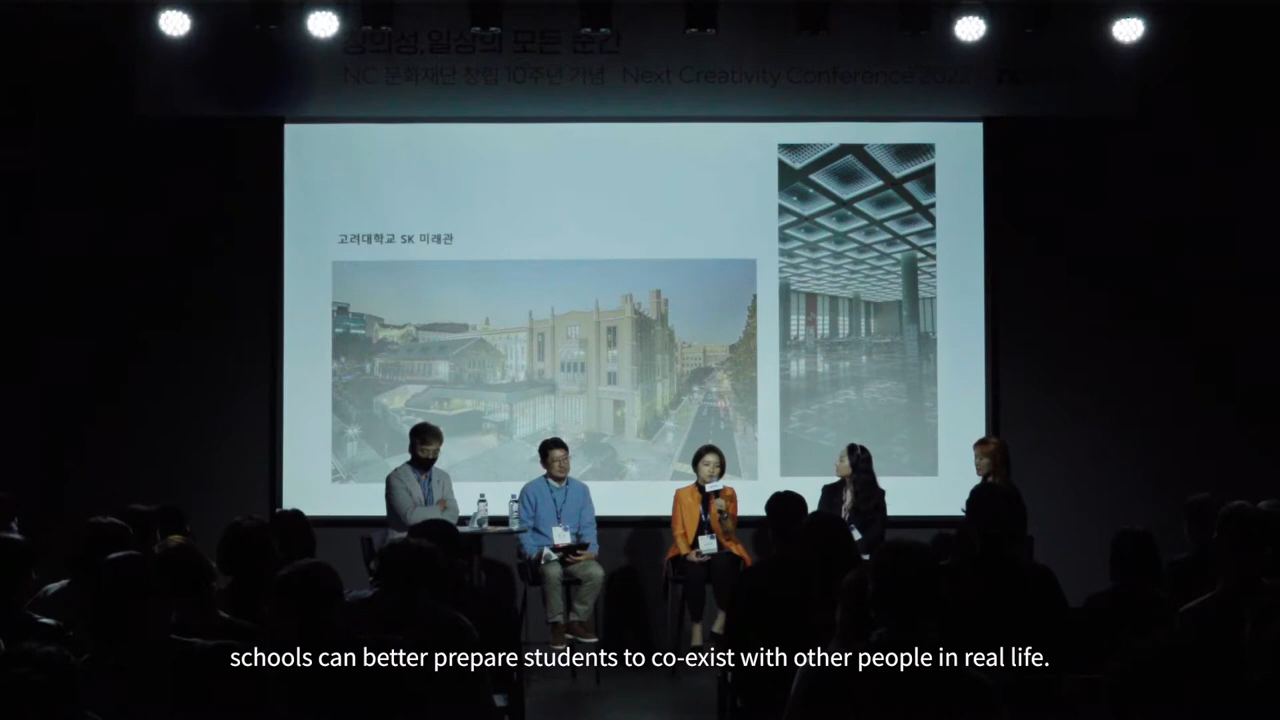 창의성, 일상의 모든 순간
NC 문화재단 창립 10주년 기념 Next Creativity Conference 2022
고려대학교 SK 미래관
schools can better prepare students to co-exist with other people in real life.